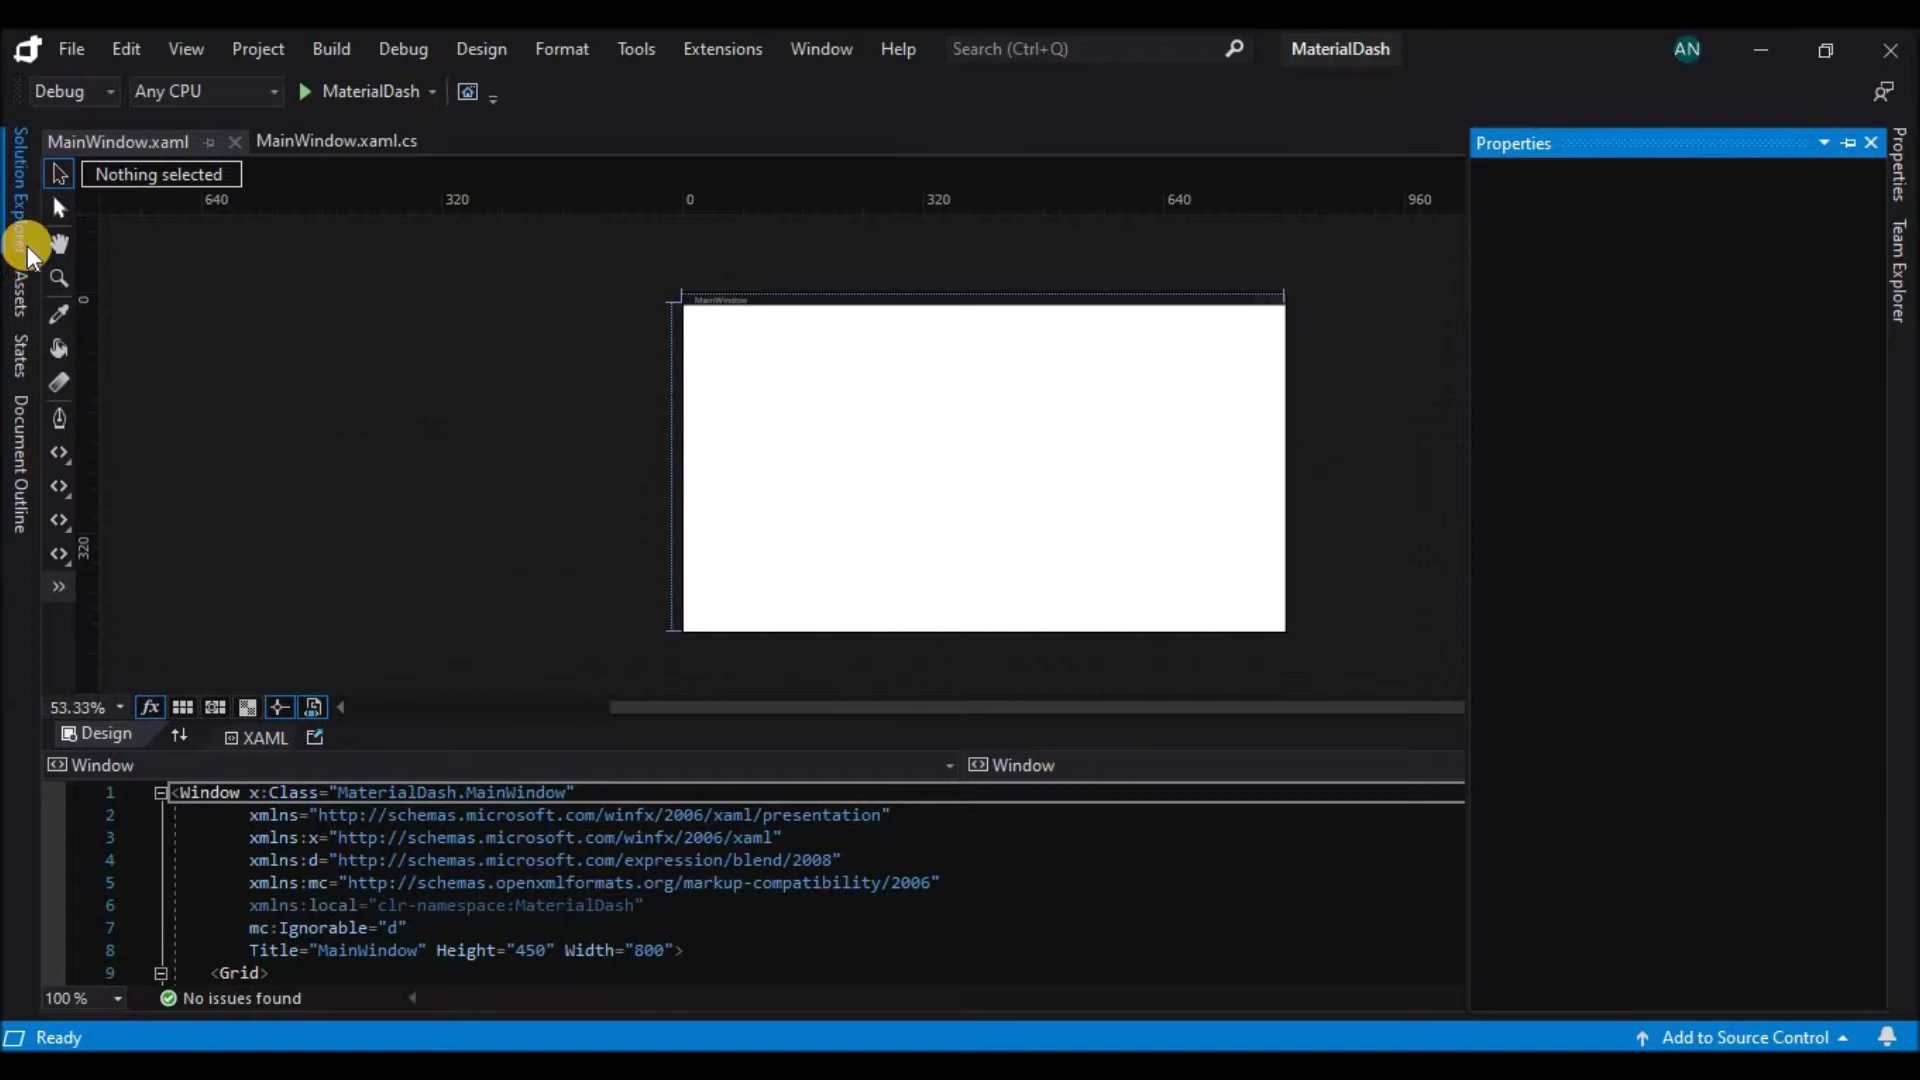 File Edit View Project Build Debug Design Format Tools Extensions Window Help Search (Ctrl+Q) MaterialDash AN
Debug Any CPU MaterialDash
MainWindow.xaml MainWindow.xaml.cs
Properties
Nothing selected
640 320 0 320 640 960
Solution Explorer
Assets
States
Document Outline
0
320
MainWindow
Properties
Team Explorer
53.33% fx
Design XAML
Window Window
1 <Window x:Class="MaterialDash.MainWindow"
2 xmlns="http://schemas.microsoft.com/winfx/2006/xaml/presentation"
3 xmlns:x="http://schemas.microsoft.com/winfx/2006/xaml"
4 xmlns:d="http://schemas.microsoft.com/expression/blend/2008"
5 xmlns:mc="http://schemas.openxmlformats.org/markup-compatibility/2006"
6 xmlns:local="clr-namespace:MaterialDash"
7 mc:Ignorable="d"
8 Title="MainWindow" Height="450" Width="800">
9 <Grid>
100 % No issues found
Ready Add to Source Control